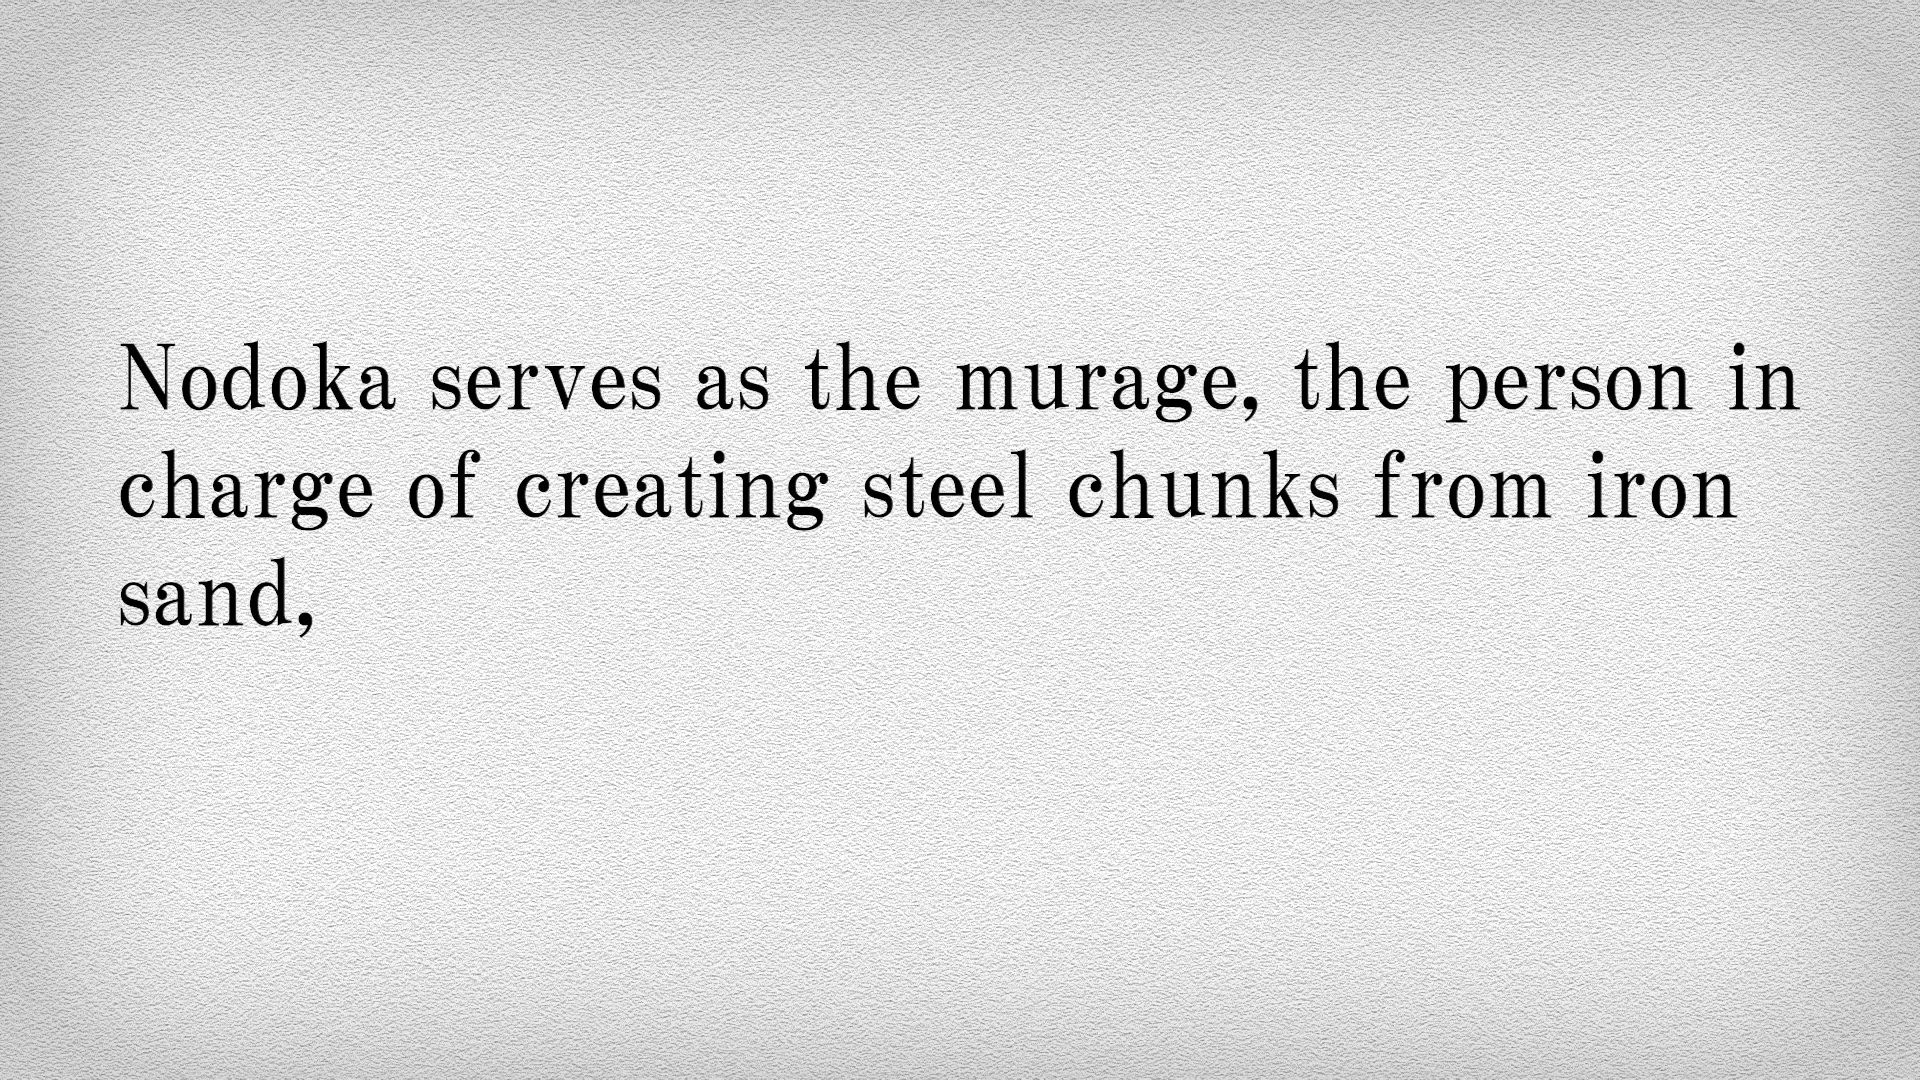 Nodoka serves as the murage, the person in
charge of creating steel chunks from iron
sand,